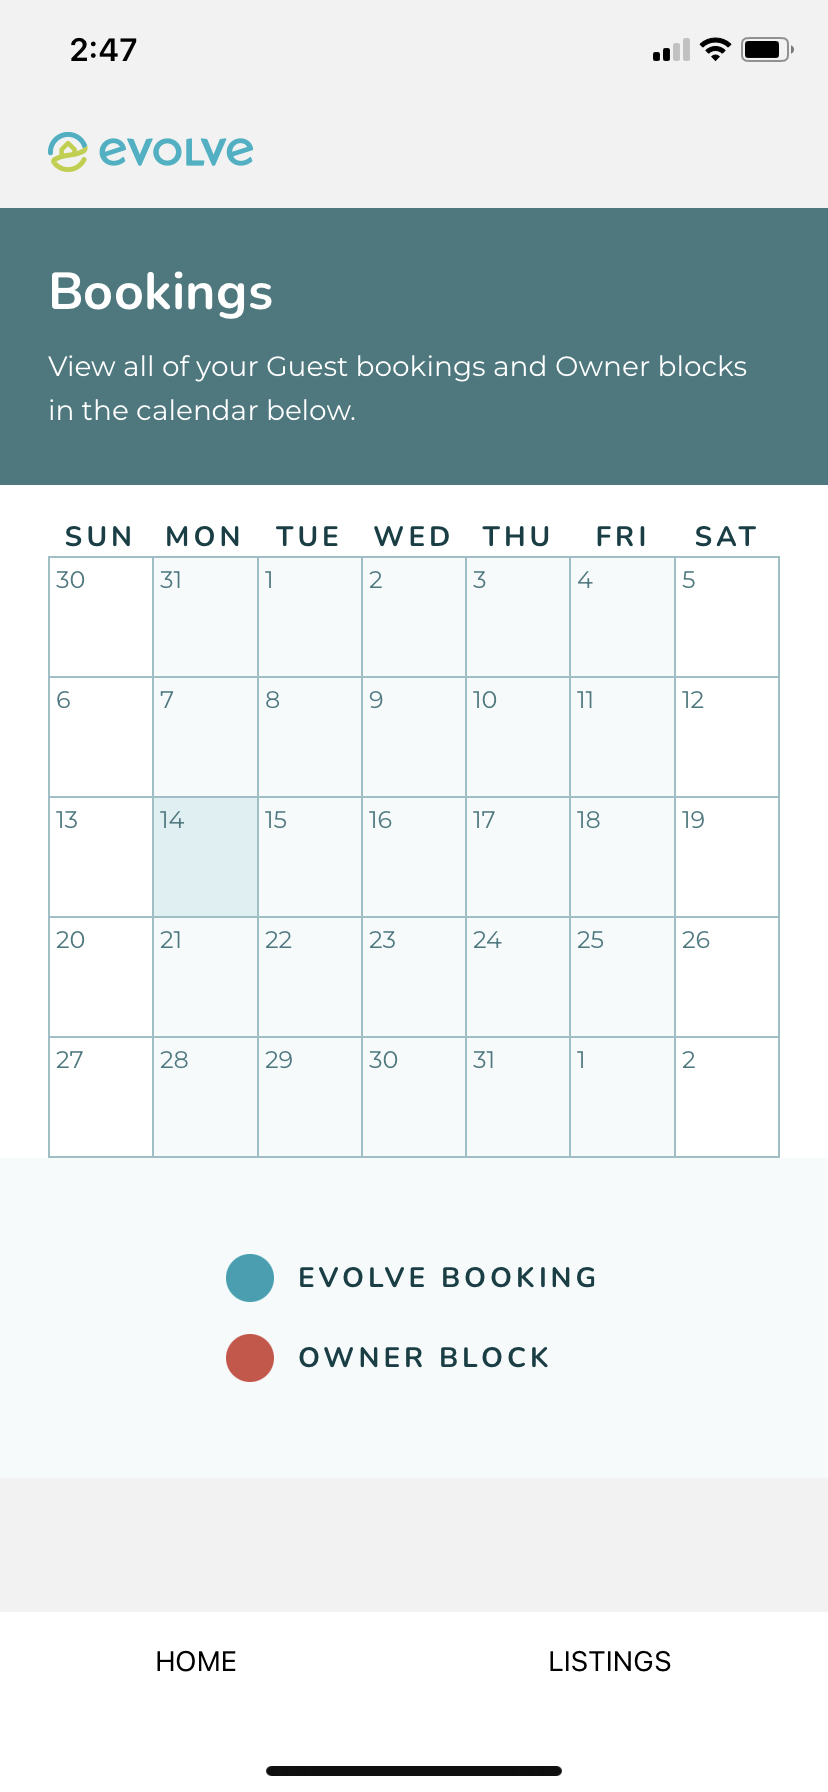 2:47
evolve
Bookings
View all of your Guest bookings and Owner blocks
in the calendar below.
SUN MON TUE WED THU FRI SAT
30 31 1 2 3 4 5
6 7 8 9 10 11 12
13 14 15 16 17 18 19
20 21 22 23 24 25 26
27 28 29 30 31 1 2
EVOLVE BOOKING
OWNER BLOCK
HOME LISTINGS